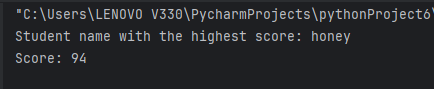 "C:\Users\LENOVO V330\PycharmProjects\pythonProject6\
Student name with the highest score: honey
Score: 94